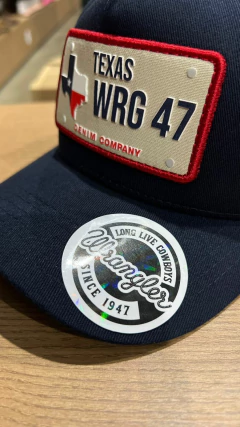 TEXAS
WRG 47
DENIM COMPANY
LONG LIVE COWBOYS
Wrangler
SINCE 1947